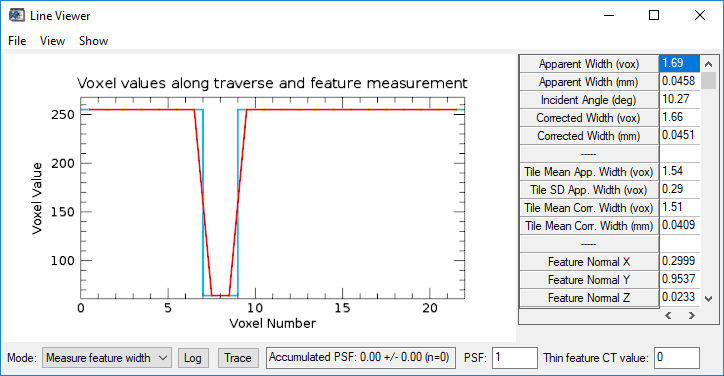 Line Viewer
File View Show
Voxel values along traverse and feature measurement
Voxel Value
250
200
150
100
0 5 10 15 20
Voxel Number
Apparent Width (vox) 1.69
Apparent Width (mm) 0.0458
Incident Angle (deg) 10.27
Corrected Width (vox) 1.66
Corrected Width (mm) 0.0451
-----
Tile Mean App. Width (vox) 1.54
Tile SD App. Width (vox) 0.29
Tile Mean Corr. Width (vox) 1.51
Tile Mean Corr. Width (mm) 0.0409
-----
Feature Normal X 0.2999
Feature Normal Y 0.9537
Feature Normal Z 0.0233
Mode: Measure feature width Log Trace Accumulated PSF: 0.00 +/- 0.00 (n=0) PSF: 1 Thin feature CT value: 0